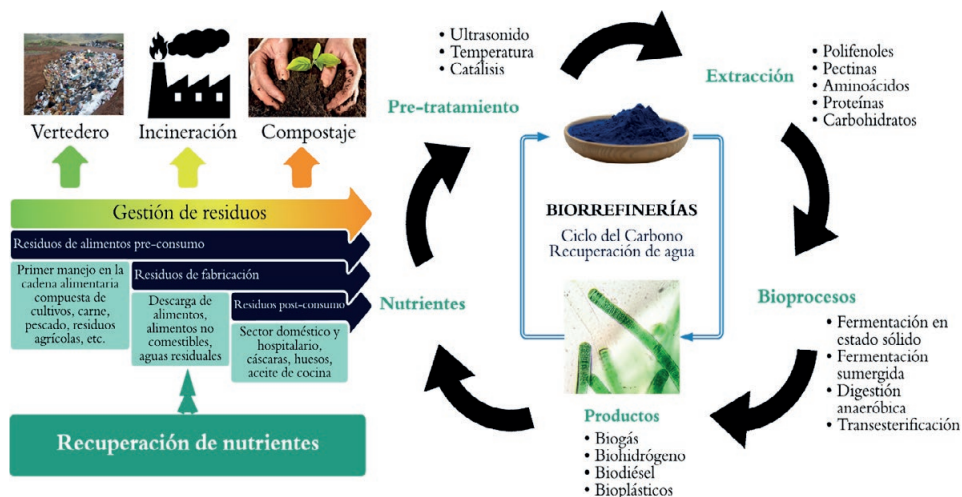 Vertedero
Incineración
Compostaje
Gestión de residuos
Residuos de alimentos pre-consumo
Primer manejo en la
cadena alimentaria
compuesta de
cultivos, carne,
pescado, residuos
agrícolas, etc.
Residuos de fabricación
Descarga de
alimentos,
alimentos no
comestibles,
aguas residuales
Residuos post-consumo
Sector doméstico y
hospitalario,
cáscaras, huesos,
aceite de cocina
Recuperación de nutrientes
• Ultrasonido
• Temperatura
• Catálisis
Pre-tratamiento
Extracción
• Polifenoles
• Pectinas
• Aminoácidos
• Proteínas
• Carbohidratos
BIORREFINERÍAS
Ciclo del Carbono
Recuperación de agua
Nutrientes
Bioprocesos
• Fermentación en
estado sólido
• Fermentación
sumergida
• Digestión
anaeróbica
• Transesterificación
Productos
• Biogás
• Biohidrógeno
• Biodiésel
• Bioplásticos